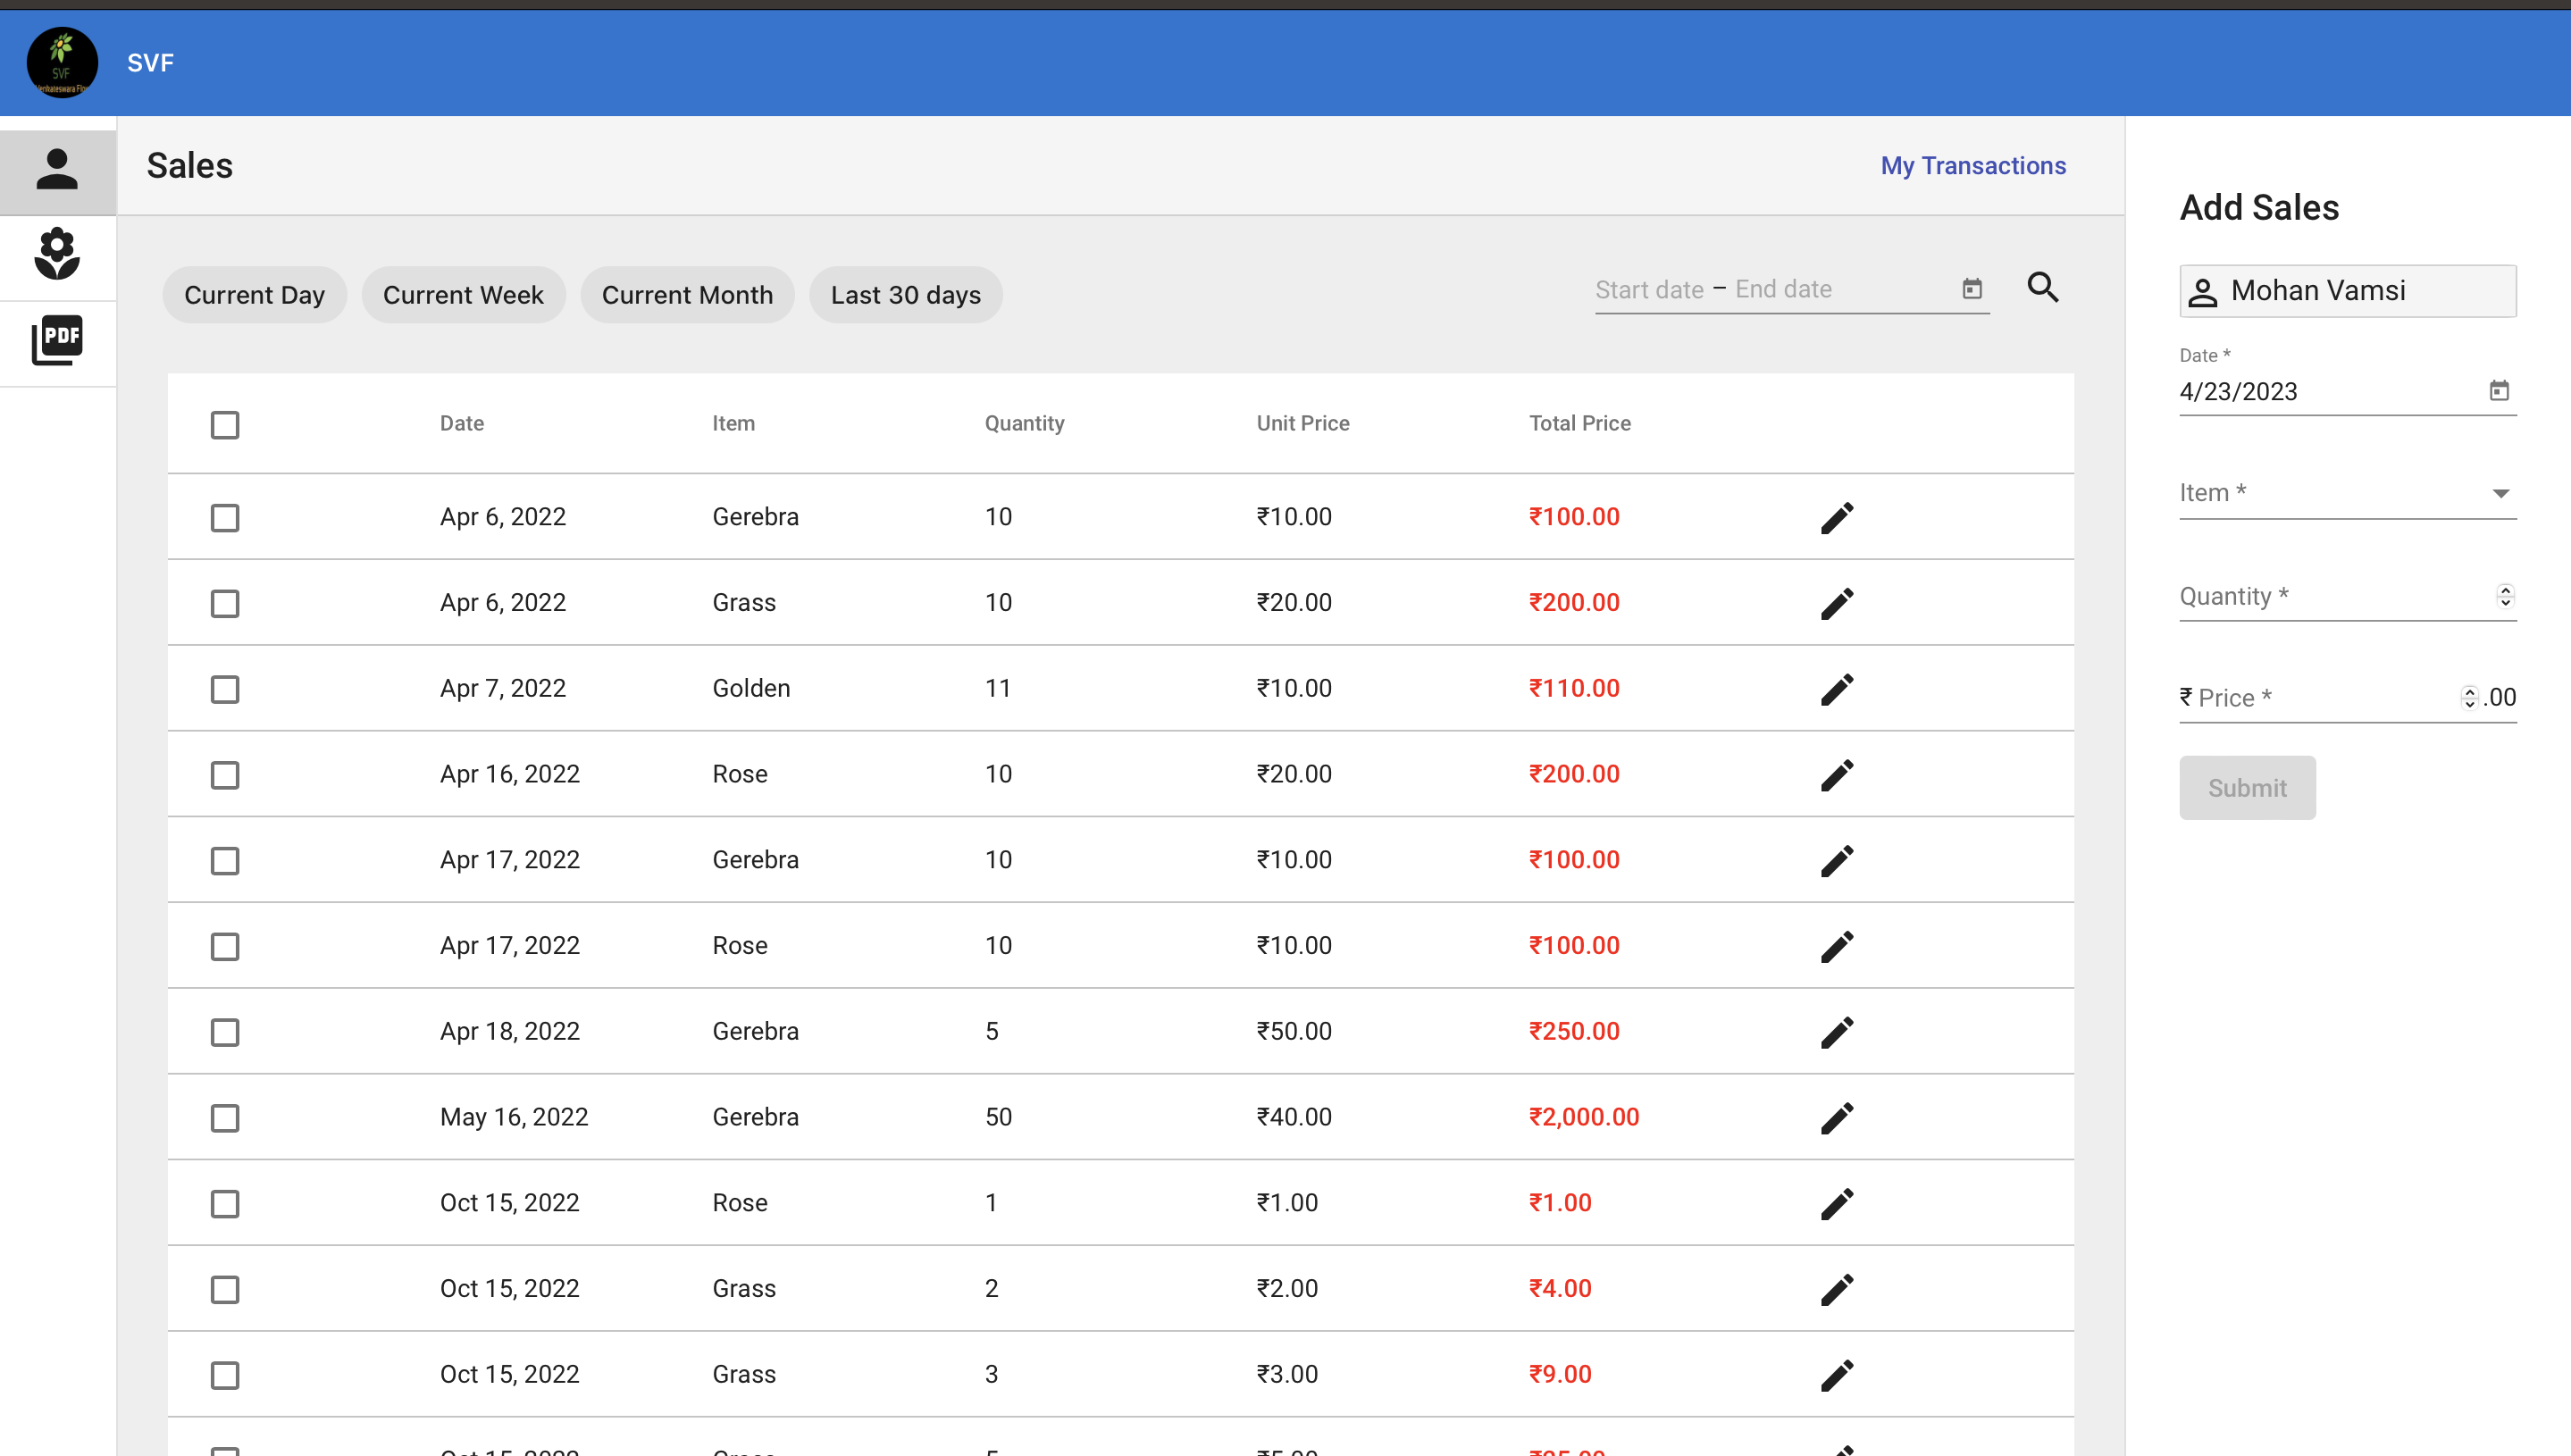 SVF
SVF
Sales
My Transactions
Current Day Current Week Current Month Last 30 days
Start date – End date
PDF
Date Item Quantity Unit Price Total Price
Apr 6, 2022 Gerebra 10 ₹10.00 ₹100.00
Apr 6, 2022 Grass 10 ₹20.00 ₹200.00
Apr 7, 2022 Golden 11 ₹10.00 ₹110.00
Apr 16, 2022 Rose 10 ₹20.00 ₹200.00
Apr 17, 2022 Gerebra 10 ₹10.00 ₹100.00
Apr 17, 2022 Rose 10 ₹10.00 ₹100.00
Apr 18, 2022 Gerebra 5 ₹50.00 ₹250.00
May 16, 2022 Gerebra 50 ₹40.00 ₹2,000.00
Oct 15, 2022 Rose 1 ₹1.00 ₹1.00
Oct 15, 2022 Grass 2 ₹2.00 ₹4.00
Oct 15, 2022 Grass 3 ₹3.00 ₹9.00
Add Sales
Mohan Vamsi
Date *
4/23/2023
Item *
Quantity *
₹ Price * .00
Submit